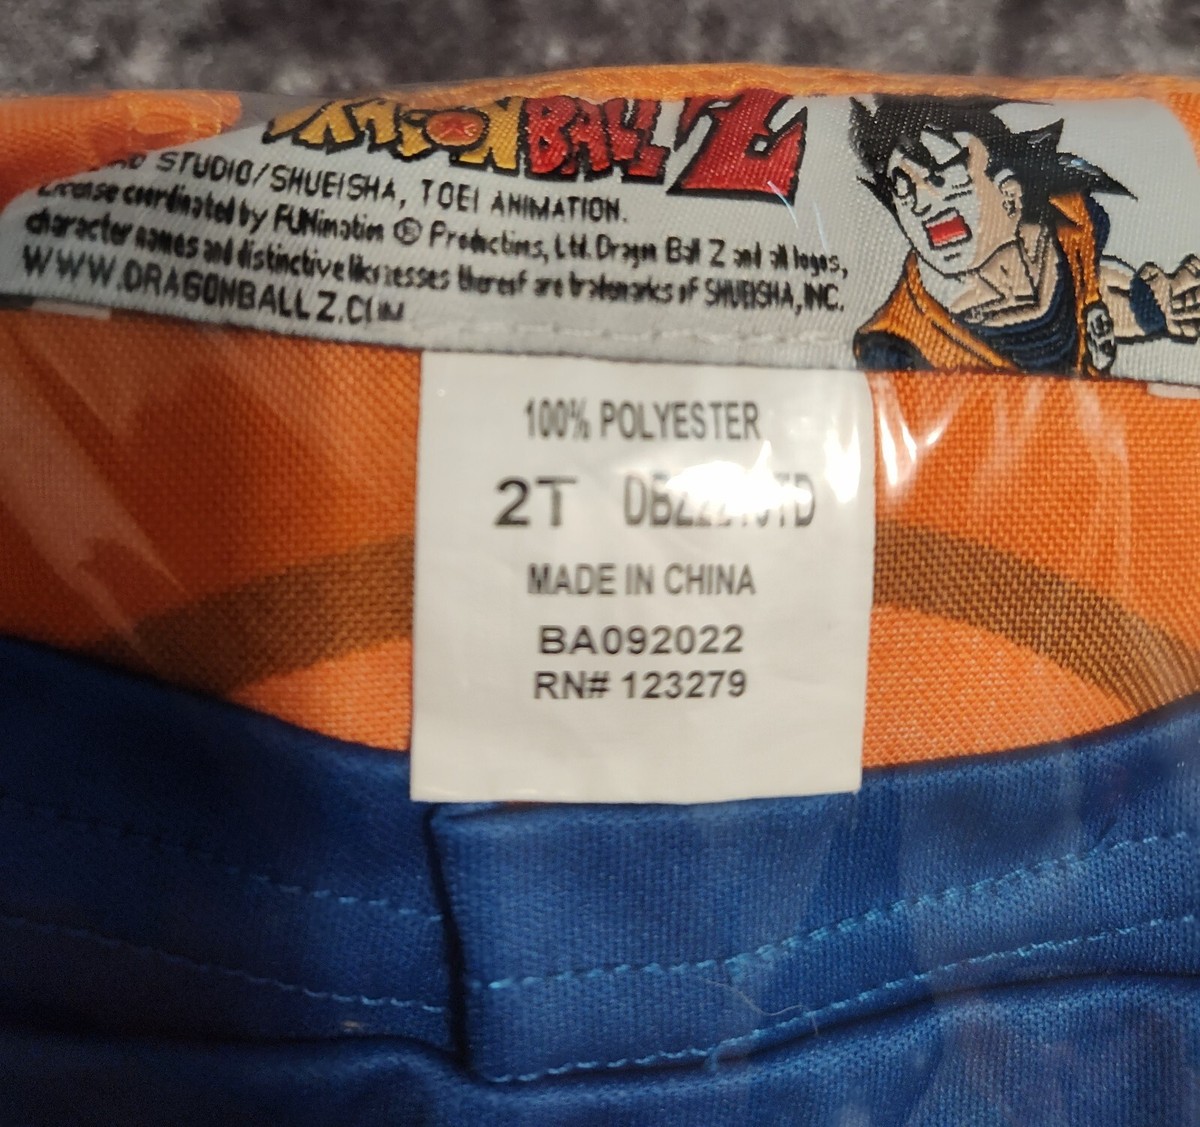 DRAGON BALL Z
STUDIO/SHUEISHA, TOEI ANIMATION.
License coordinated by FUNimation ® Productions, Ltd. Dragon Ball Z and all logos,
character names and distinctive likenesses thereof are trademarks of SHUEISHA, INC.
WWW.DRAGONBALLZ.COM
100% POLYESTER
2T
MADE IN CHINA
BA092022
RN# 123279